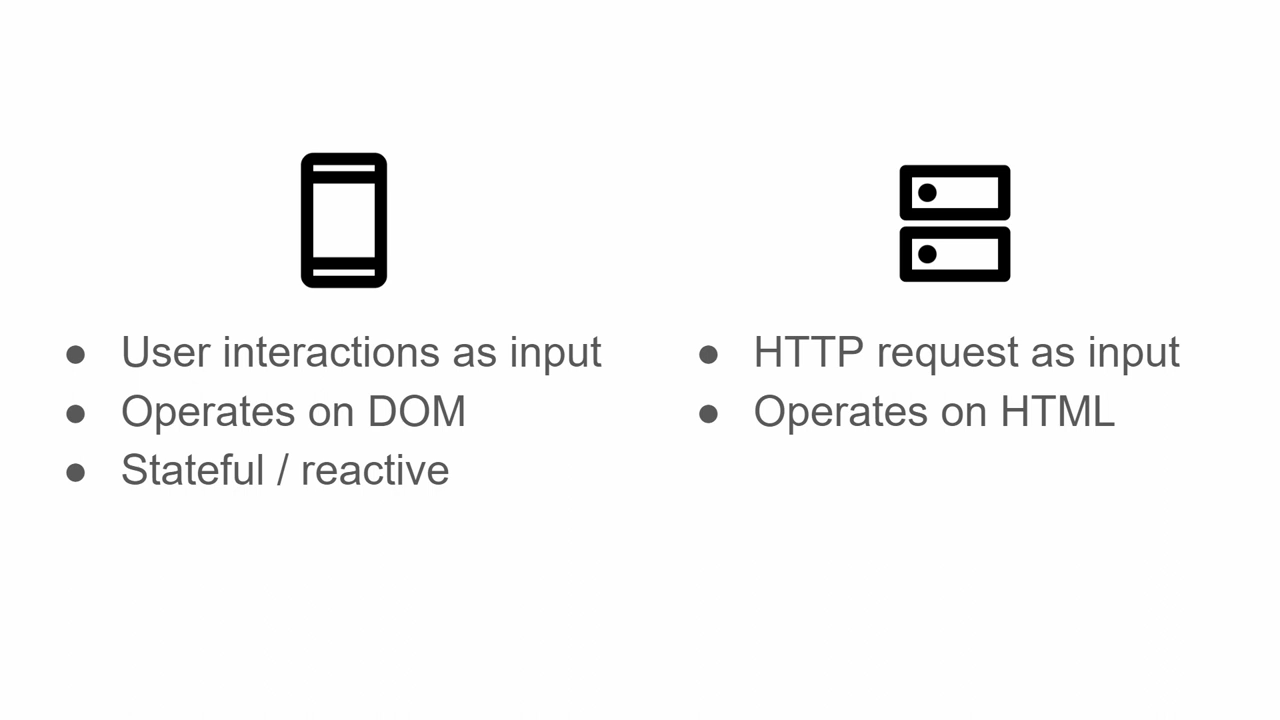 ● User interactions as input
● Operates on DOM
● Stateful / reactive
● HTTP request as input
● Operates on HTML